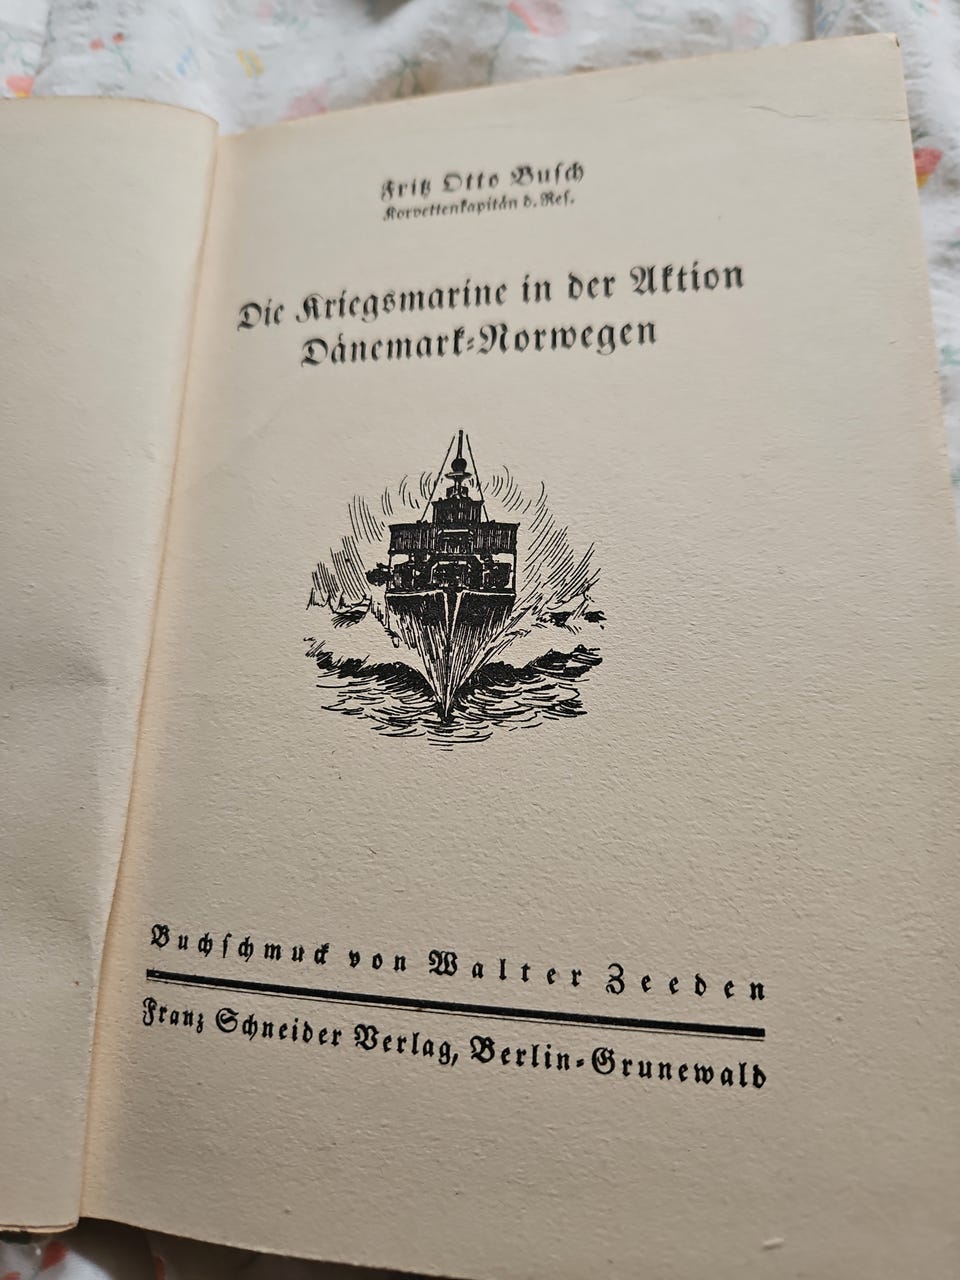 Fritz Otto Busch
Korvettenkapitän d. Res.
Die Kriegsmarine in der Aktion
Dänemark-Norwegen
Buchschmuck von Walter Zeeden
Franz Schneider Verlag, Berlin-Grunewald